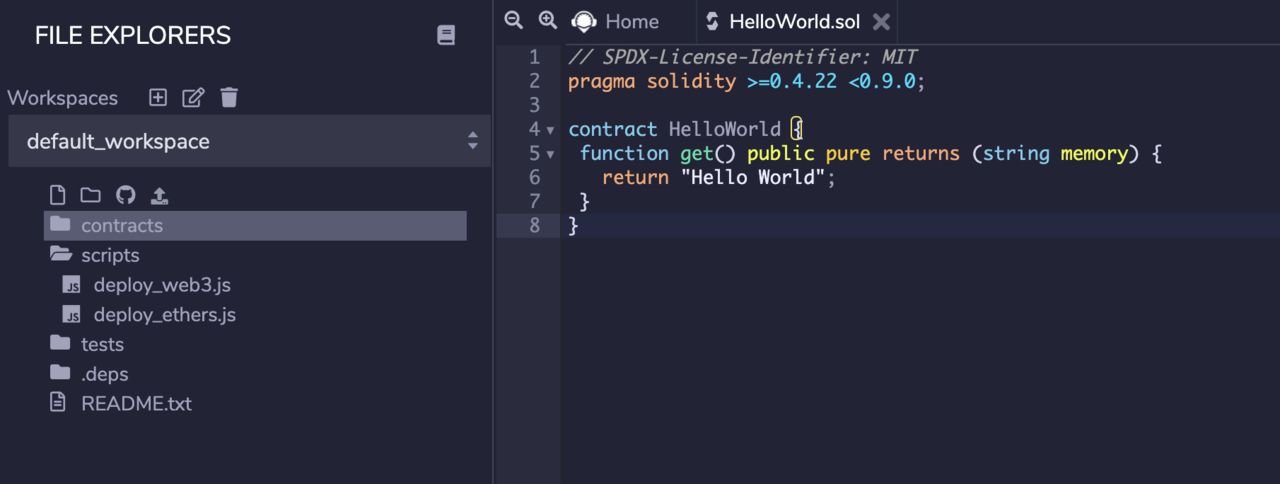 FILE EXPLORERS
Workspaces
default_workspace
contracts
scripts
JS deploy_web3.js
JS deploy_ethers.js
tests
.deps
README.txt
Home
HelloWorld.sol
1 // SPDX-License-Identifier: MIT
2 pragma solidity >=0.4.22 <0.9.0;
3
4 contract HelloWorld {
5 function get() public pure returns (string memory) {
6 return "Hello World";
7 }
8 }